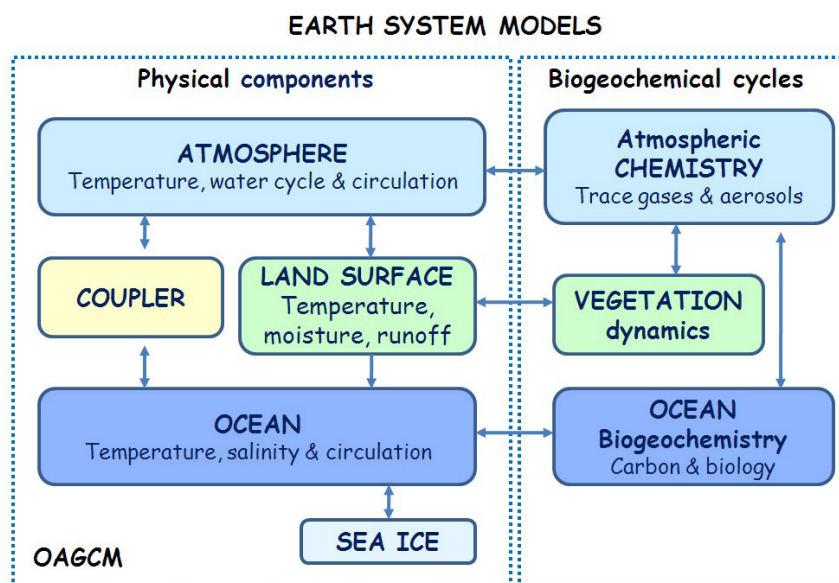 EARTH SYSTEM MODELS
Physical components
Biogeochemical cycles
ATMOSPHERE
Temperature, water cycle & circulation
Atmospheric
CHEMISTRY
Trace gases & aerosols
COUPLER
LAND SURFACE
Temperature,
moisture, runoff
VEGETATION
dynamics
OCEAN
Temperature, salinity & circulation
OCEAN
Biogeochemistry
Carbon & biology
SEA ICE
OAGCM